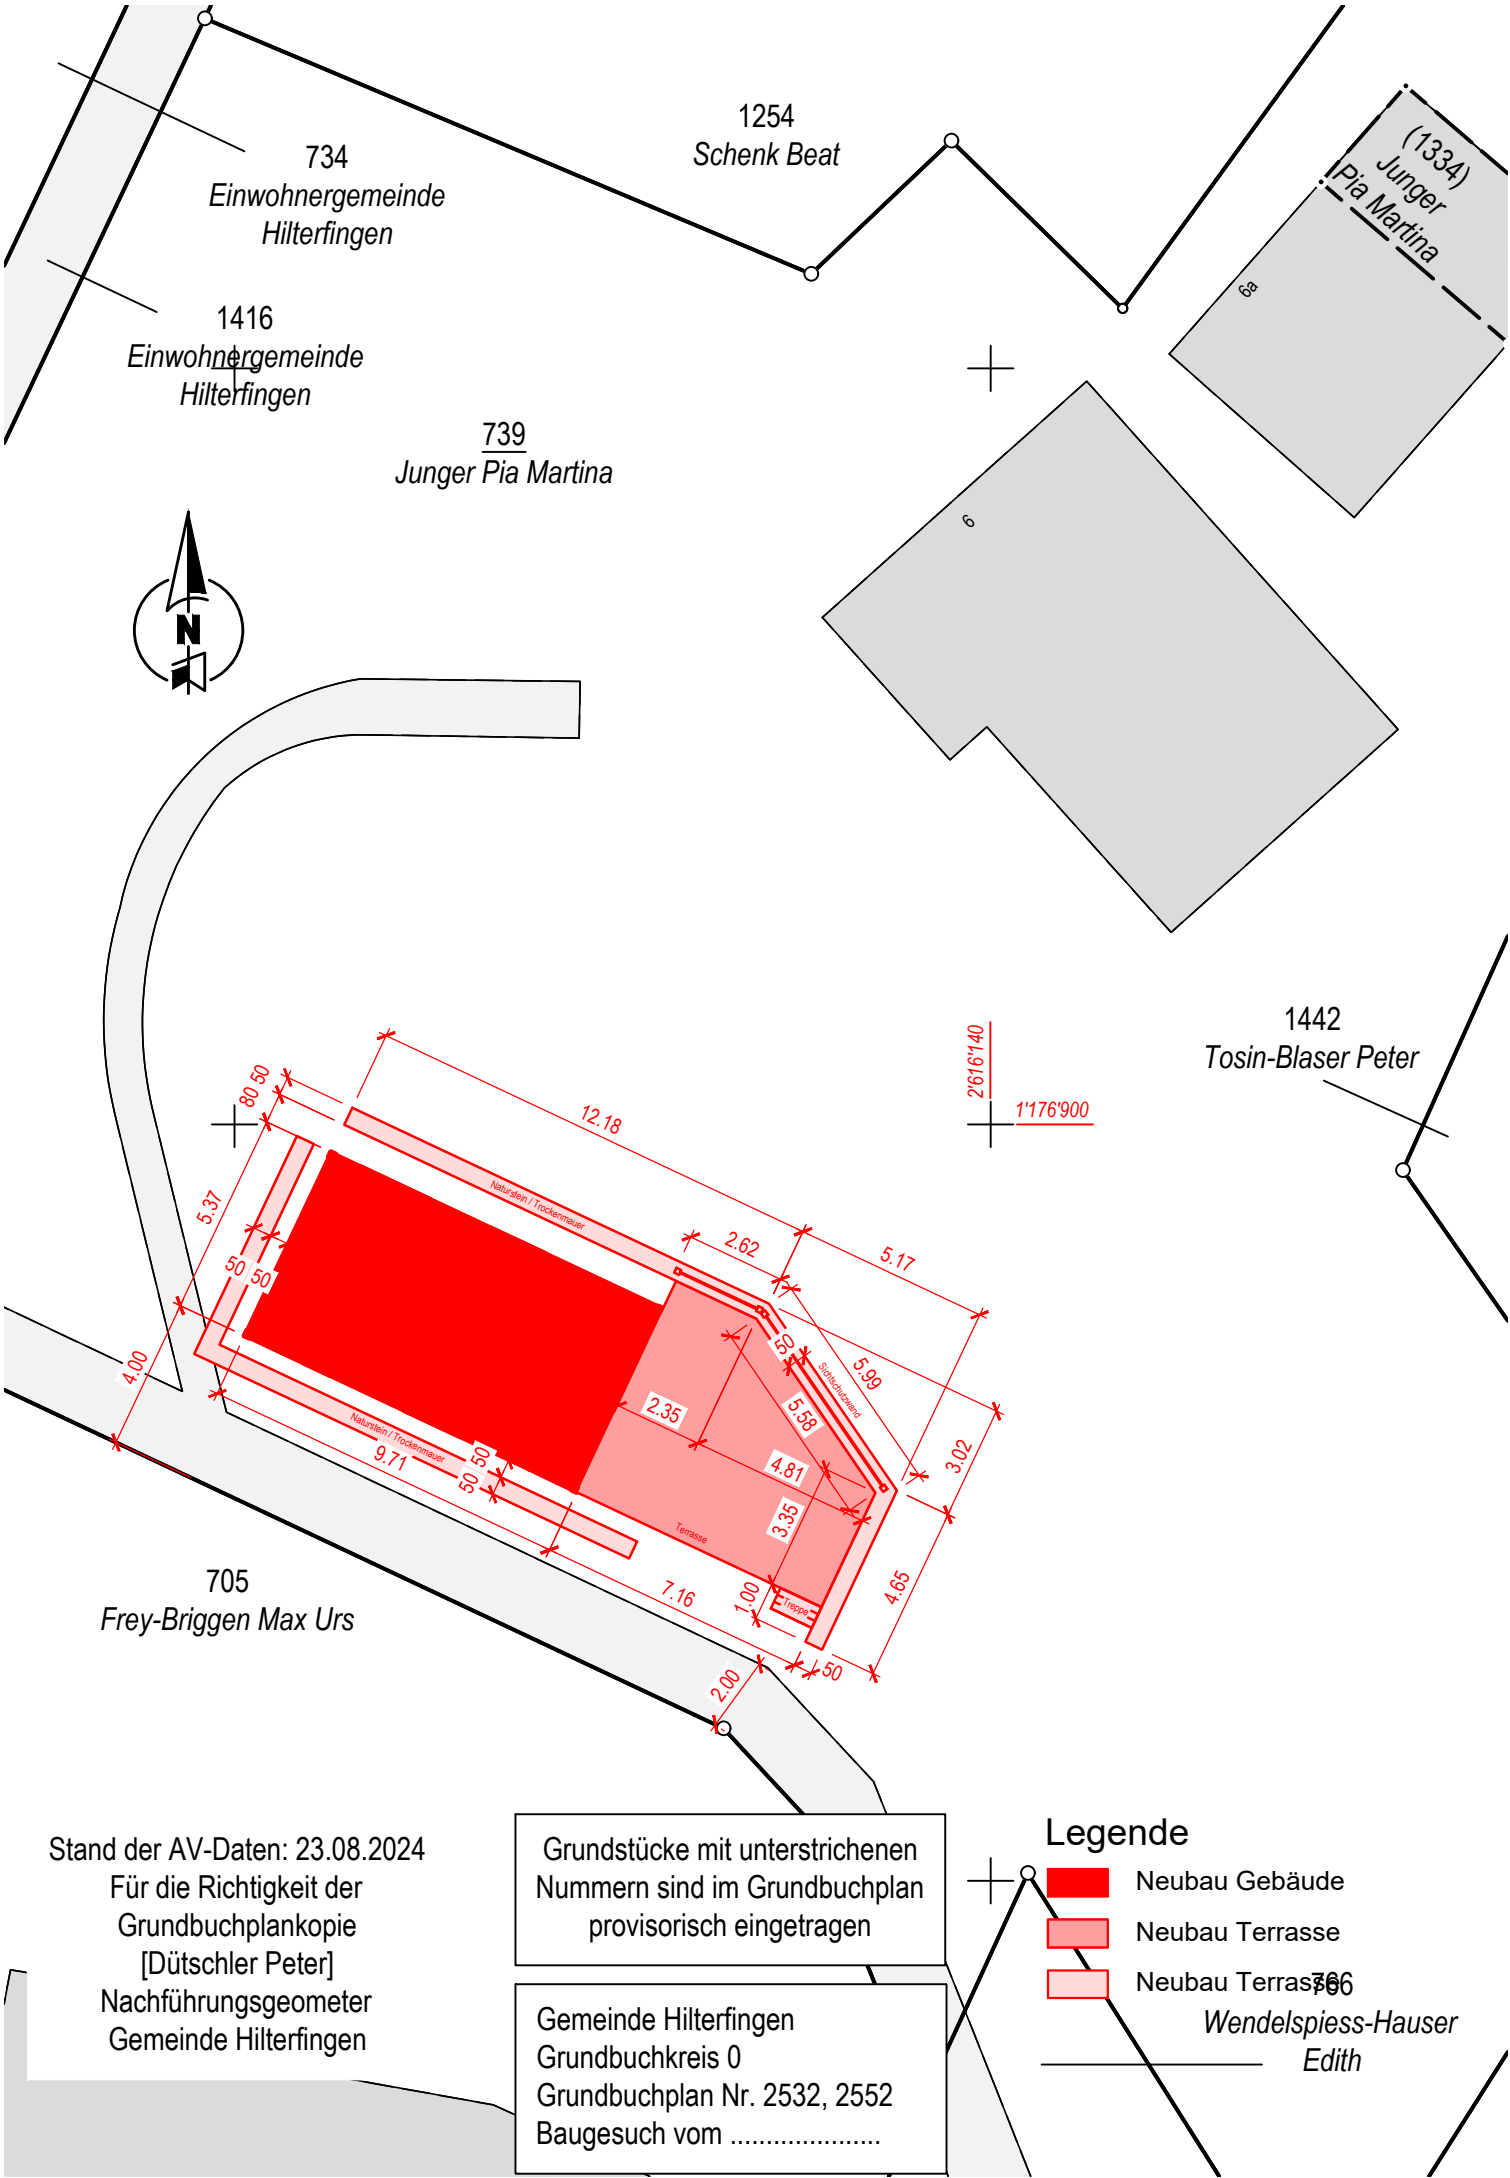 1254
Schenk Beat
734
Einwohnergemeinde
Hilterfingen
(1334)
Junger
Pia Martina
6a
1416
Einwohnergemeinde
Hilterfingen
739
Junger Pia Martina
6
N
2'616'140
1'176'900
1442
Tosin-Blaser Peter
80 50
12.18
5.37
Naturstein / Trockenmauer
2.62
5.17
50 50
4.00
50
5.99
Sichtschutzwand
2.35
5.58
3.02
Naturstein / Trockenmauer
9.71
50 50
4.81
3.35
Terrasse
4.65
7.16
1.00
Treppe
50
2.00
705
Frey-Briggen Max Urs
Stand der AV-Daten: 23.08.2024
Für die Richtigkeit der
Grundbuchplankopie
[Dütschler Peter]
Nachführungsgeometer
Gemeinde Hilterfingen
Grundstücke mit unterstrichenen
Nummern sind im Grundbuchplan
provisorisch eingetragen
Gemeinde Hilterfingen
Grundbuchkreis 0
Grundbuchplan Nr. 2532, 2552
Baugesuch vom .....................
Legende
Neubau Gebäude
Neubau Terrasse
Neubau Terrasse
766
Wendelspiess-Hauser
Edith